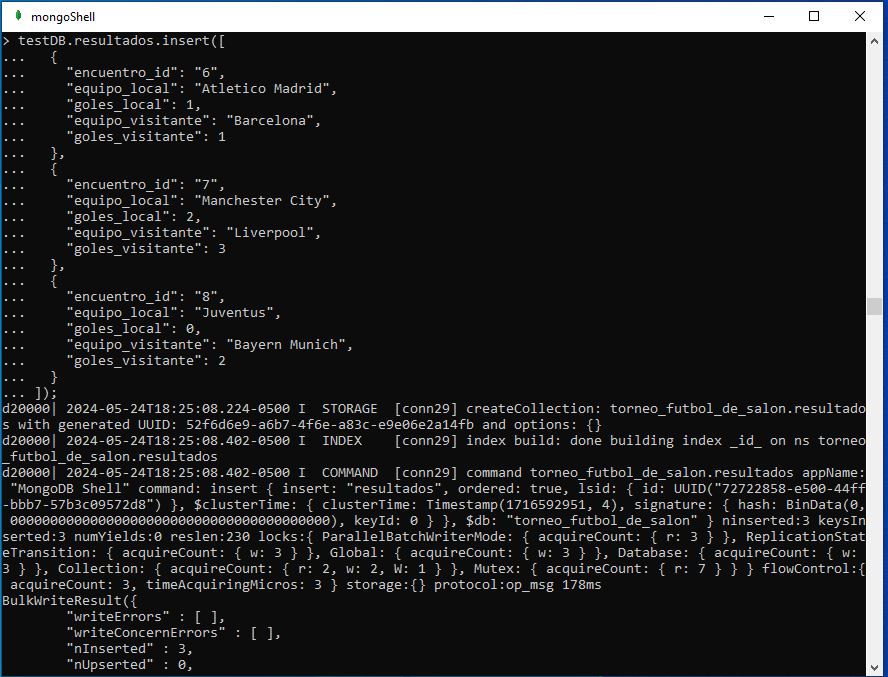 mongoShell
> testDB.resultados.insert([
...   {
...     "encuentro_id": "6",
...     "equipo_local": "Atletico Madrid",
...     "goles_local": 1,
...     "equipo_visitante": "Barcelona",
...     "goles_visitante": 1
...   },
...   {
...     "encuentro_id": "7",
...     "equipo_local": "Manchester City",
...     "goles_local": 2,
...     "equipo_visitante": "Liverpool",
...     "goles_visitante": 3
...   },
...   {
...     "encuentro_id": "8",
...     "equipo_local": "Juventus",
...     "goles_local": 0,
...     "equipo_visitante": "Bayern Munich",
...     "goles_visitante": 2
...   }
... ]);
d20000| 2024-05-24T18:25:08.224-0500 I  STORAGE  [conn29] createCollection: torneo_futbol_de_salon.resultado
s with generated UUID: 52f6d6e9-a6b7-4f6e-a83c-e9e06e2a14fb and options: {}
d20000| 2024-05-24T18:25:08.402-0500 I  INDEX    [conn29] index build: done building index _id_ on ns torneo
_futbol_de_salon.resultados
d20000| 2024-05-24T18:25:08.402-0500 I  COMMAND  [conn29] command torneo_futbol_de_salon.resultados appName:
 "MongoDB Shell" command: insert { insert: "resultados", ordered: true, lsid: { id: UUID("72722858-e500-44ff
-bbb7-57b3c09572d8") }, $clusterTime: { clusterTime: Timestamp(1716592951, 4), signature: { hash: BinData(0,
 0000000000000000000000000000000000000000), keyId: 0 } }, $db: "torneo_futbol_de_salon" } ninserted:3 keysIn
serted:3 numYields:0 reslen:230 locks:{ ParallelBatchWriterMode: { acquireCount: { r: 3 } }, ReplicationStat
eTransition: { acquireCount: { w: 3 } }, Global: { acquireCount: { w: 3 } }, Database: { acquireCount: { w: 
3 } }, Collection: { acquireCount: { r: 2, w: 2, W: 1 } }, Mutex: { acquireCount: { r: 7 } } } flowControl:{
 acquireCount: 3, timeAcquiringMicros: 3 } storage:{} protocol:op_msg 178ms
BulkWriteResult({
        "writeErrors" : [ ],
        "writeConcernErrors" : [ ],
        "nInserted" : 3,
        "nUpserted" : 0,